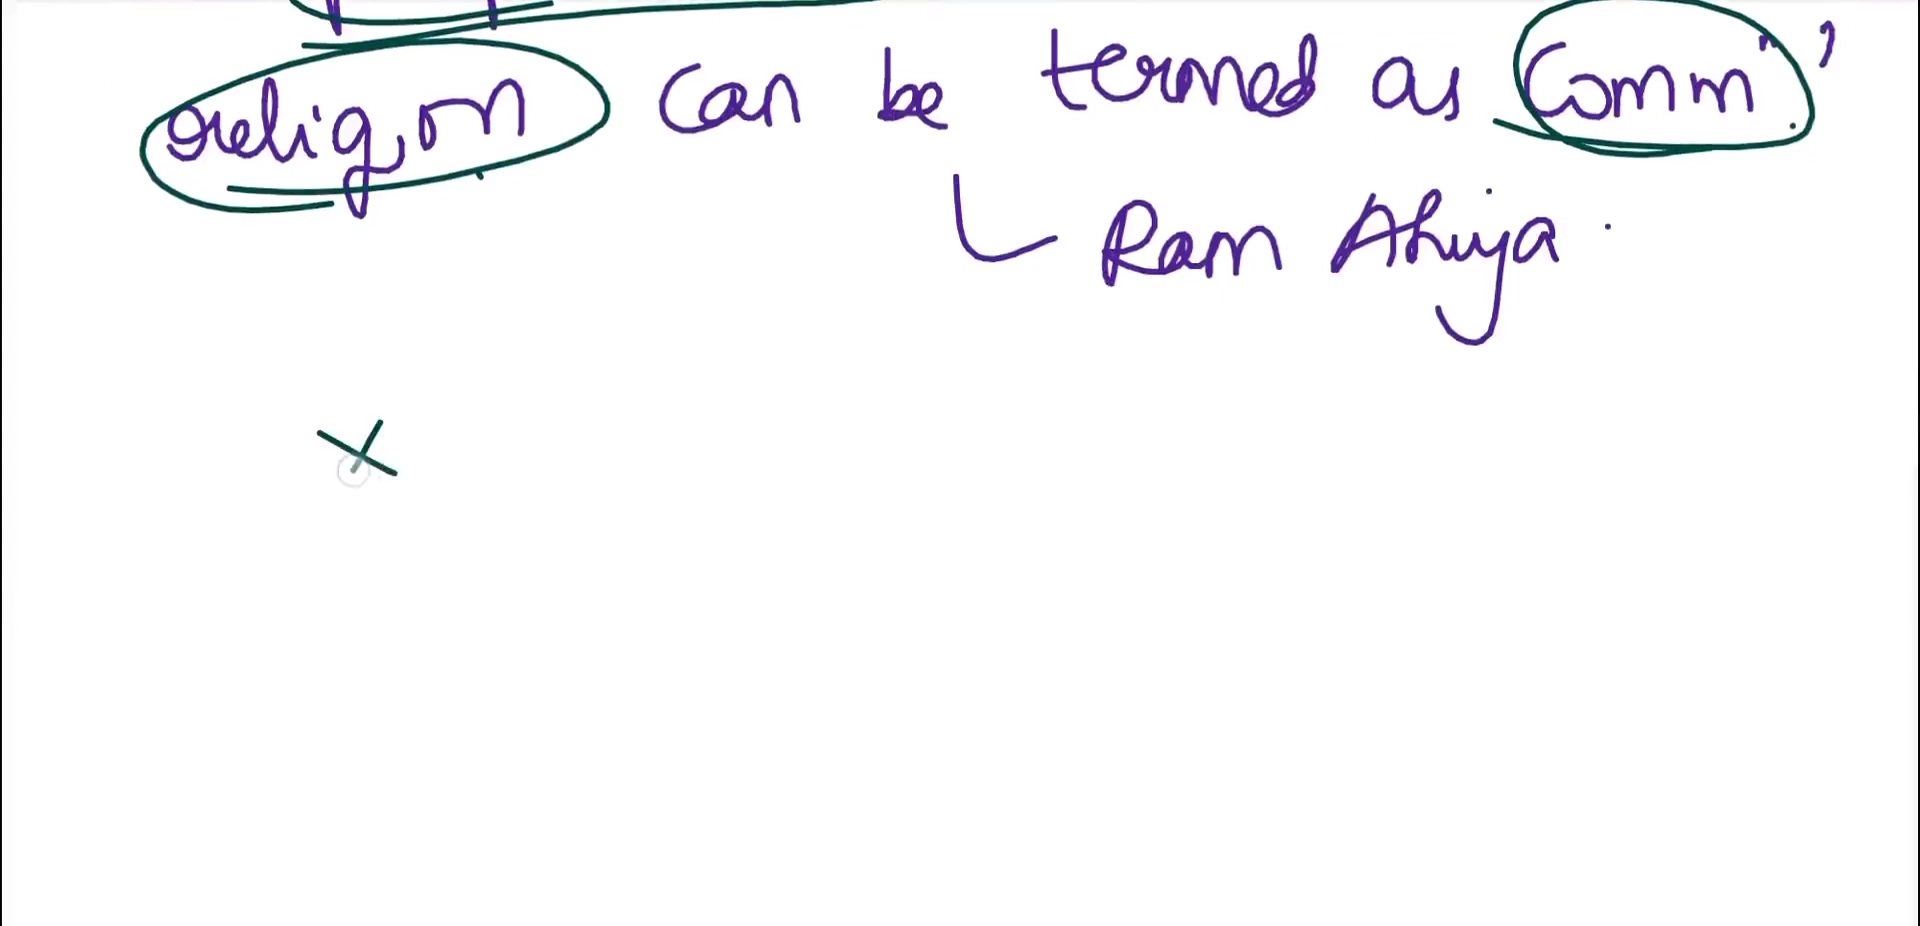 religion can be termed as Comm" '
Ram Ahuja.